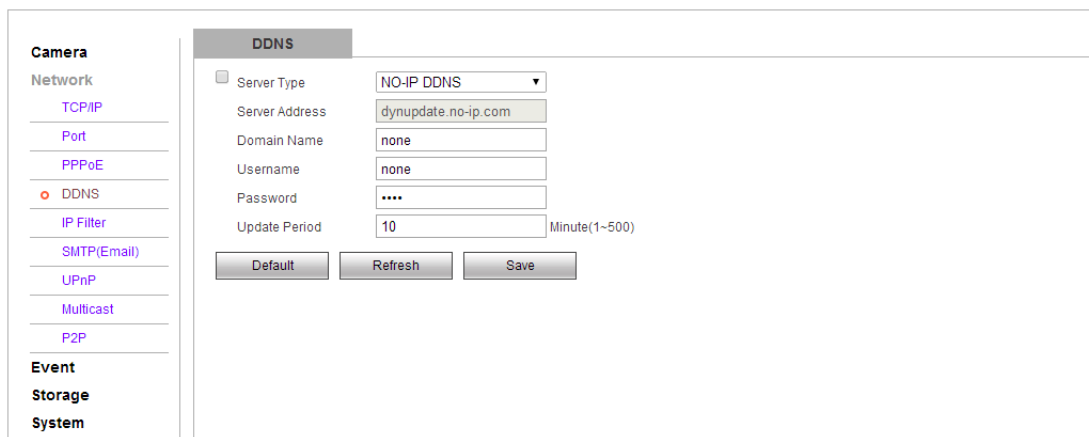 Camera
Network
TCP/IP
Port
PPPoE
DDNS
IP Filter
SMTP(Email)
UPnP
Multicast
P2P
Event
Storage
System
DDNS
Server Type NO-IP DDNS
Server Address dynupdate.no-ip.com
Domain Name none
Username none
Password ••••
Update Period 10 Minute(1~500)
Default Refresh Save